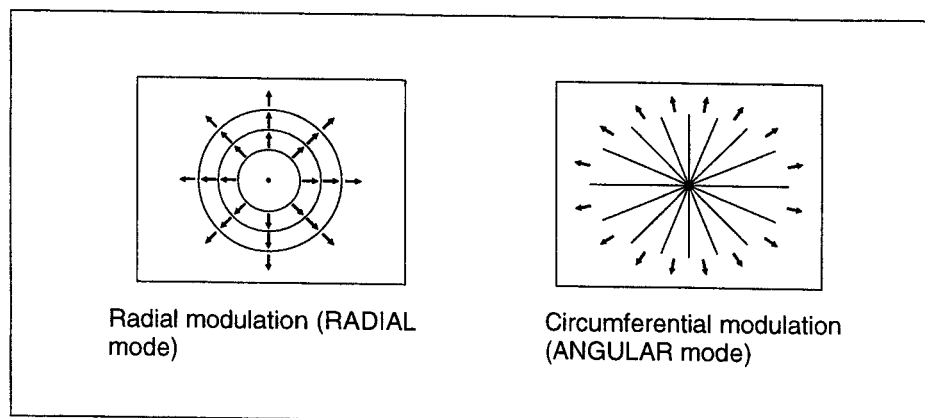 Radial modulation (RADIAL
mode)
Circumferential modulation
(ANGULAR mode)